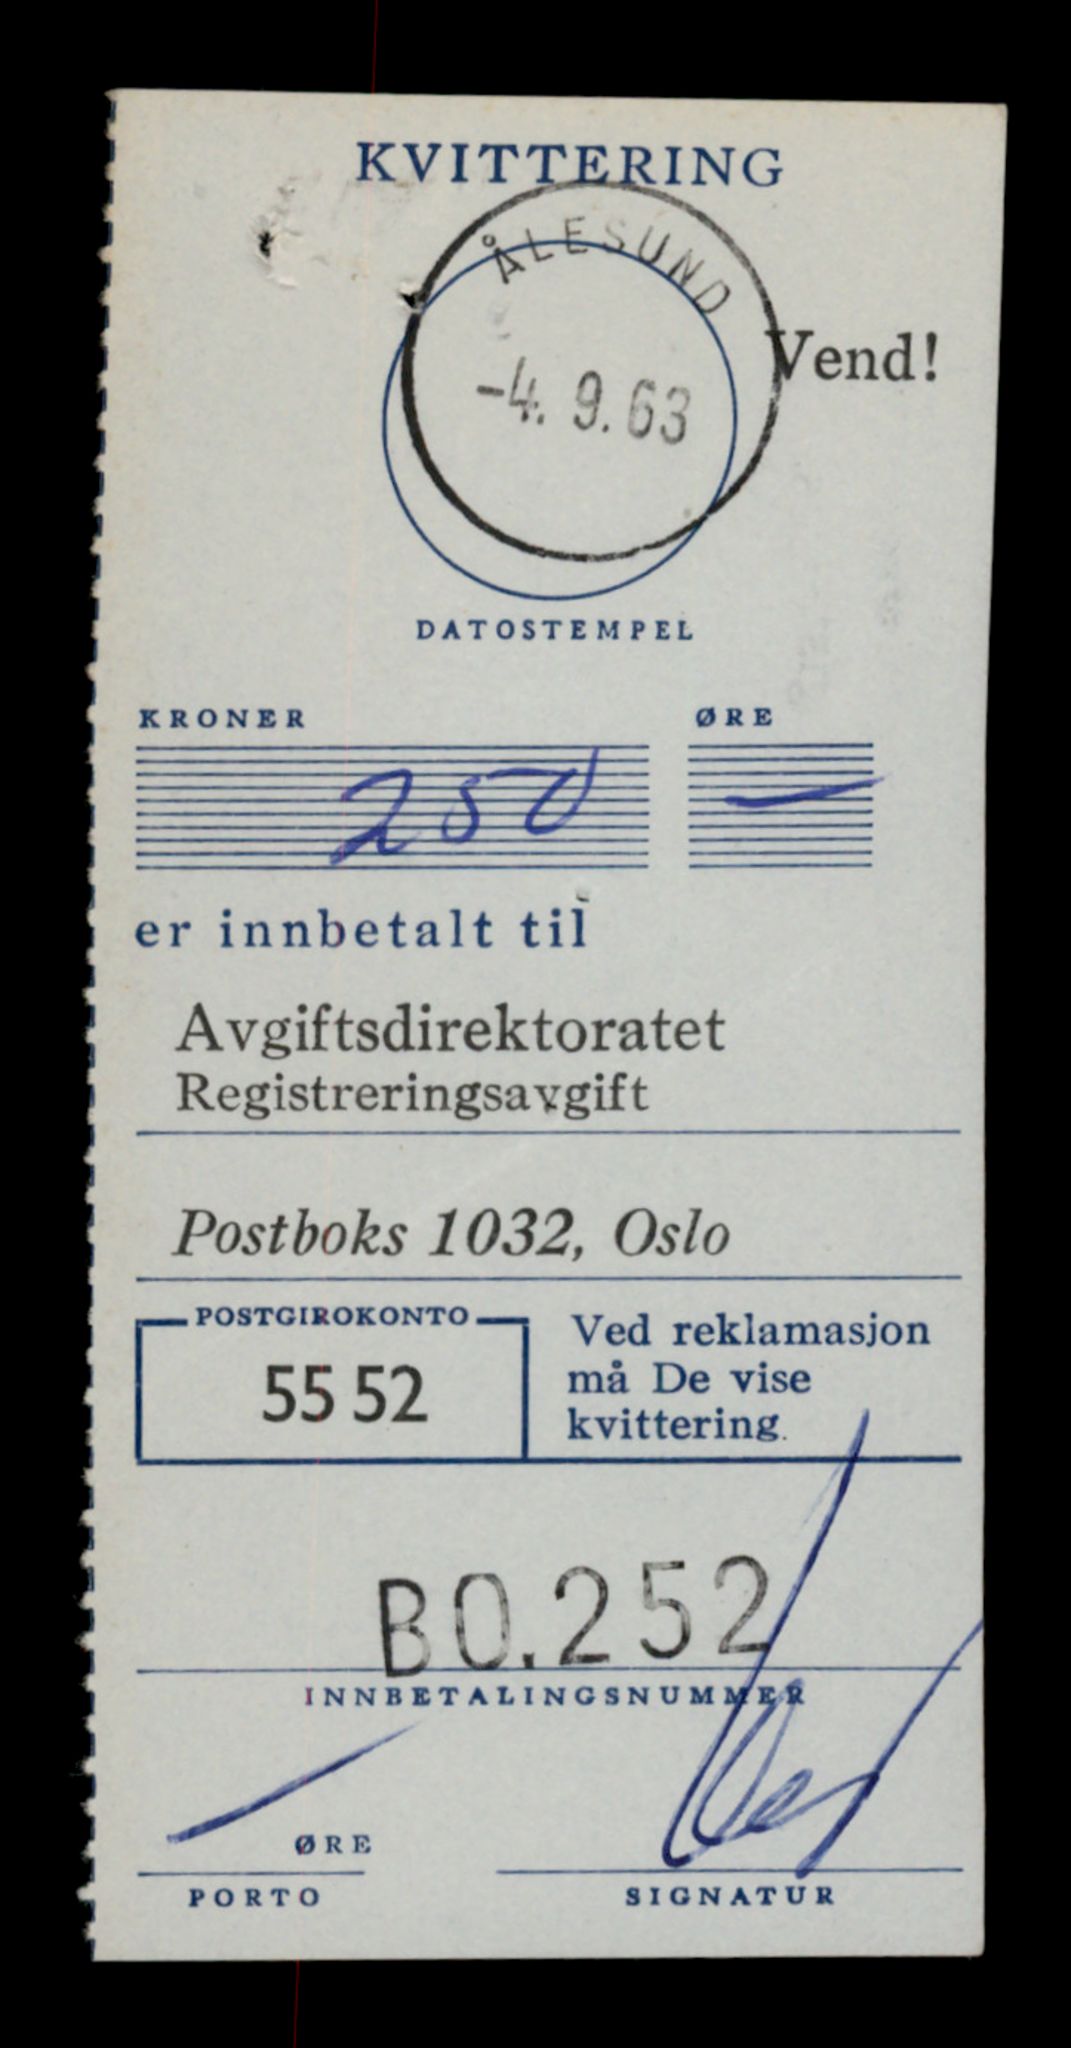 KVITTERING
ÅLESUND
Vend!
-4. 9. 63
DATOSTEMPEL
KRONER ØRE
250 —
er innbetalt til
Avgiftsdirektoratet
Registreringsavgift
Postboks 1032, Oslo
POSTGIROKONTO
55 52
Ved reklamasjon
må De vise
kvittering.
BO.252
INNBETALINGSNUMMER
ØRE
PORTO
SIGNATUR